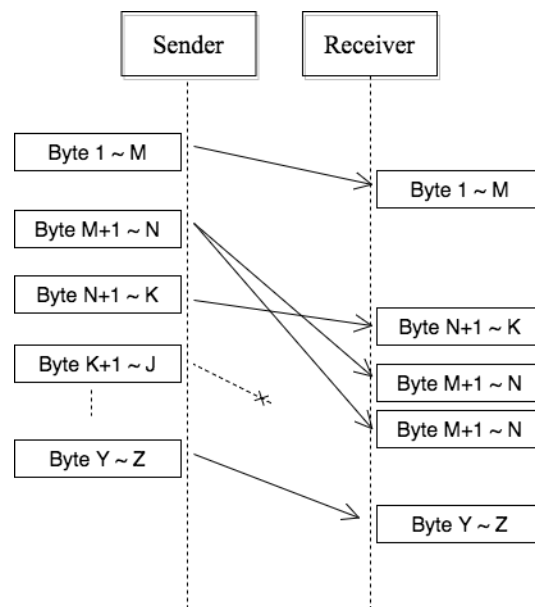 Sender
Receiver
Byte 1 ~ M
Byte 1 ~ M
Byte M+1 ~ N
Byte N+1 ~ K
Byte N+1 ~ K
Byte K+1 ~ J
Byte M+1 ~ N
Byte M+1 ~ N
Byte Y ~ Z
Byte Y ~ Z